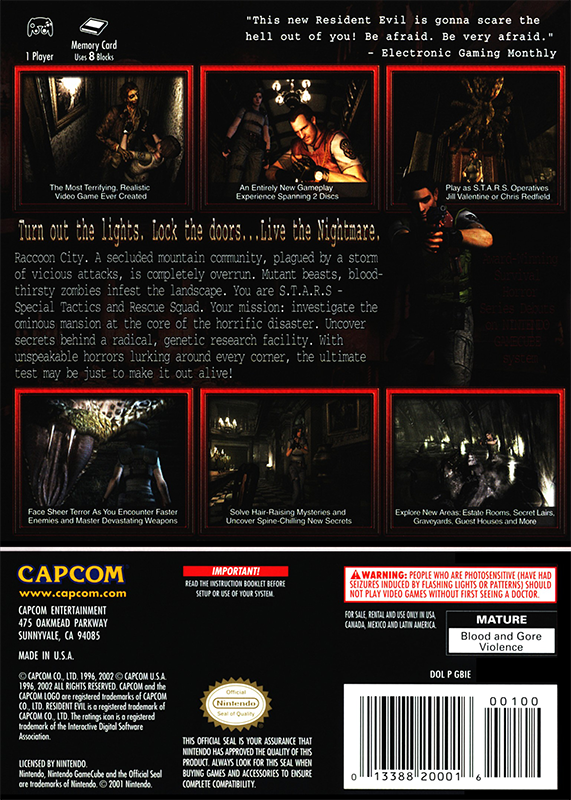 1 Player
Memory Card
Uses 8 Blocks
"This new Resident Evil is gonna scare the
hell out of you! Be afraid. Be very afraid."
- Electronic Gaming Monthly
The Most Terrifying, Realistic
Video Game Ever Created
An Entirely New Gameplay
Experience Spanning 2 Discs
Play as S.T.A.R.S. Operatives
Jill Valentine or Chris Redfield
Turn out the lights. Lock the doors...Live the Nightmare.
Raccoon City. A secluded mountain community, plagued by a storm
of vicious attacks, is completely overrun. Mutant beasts, blood-
thirsty zombies infest the landscape. You are S.T.A.R.S -
Special Tactics and Rescue Squad. Your mission: investigate the
ominous mansion at the core of the horrific disaster. Uncover
secrets behind a radical, genetic research facility. With
unspeakable horrors lurking around every corner, the ultimate
test may be just to make it out alive!
Face Sheer Terror As You Encounter Faster
Enemies and Master Devastating Weapons
Solve Hair-Raising Mysteries and
Uncover Spine-Chilling New Secrets
Explore New Areas: Estate Rooms, Secret Lairs,
Graveyards, Guest Houses and More
CAPCOM®
www.capcom.com
CAPCOM ENTERTAINMENT
475 OAKMEAD PARKWAY
SUNNYVALE, CA 94085
MADE IN U.S.A.
© CAPCOM CO., LTD. 1996, 2002 © CAPCOM U.S.A.
1996, 2002 ALL RIGHTS RESERVED. CAPCOM and the
CAPCOM LOGO are registered trademarks of CAPCOM
CO., LTD. RESIDENT EVIL is a registered trademark of
CAPCOM CO., LTD. The ratings icon is a registered
trademark of the Interactive Digital Software
Association.
LICENSED BY NINTENDO.
Nintendo, Nintendo GameCube and the Official Seal
are trademarks of Nintendo. © 2001 Nintendo.
IMPORTANT!
READ THE INSTRUCTION BOOKLET BEFORE
SETUP OR USE OF YOUR SYSTEM.
Official
Nintendo
Seal of Quality
THIS OFFICIAL SEAL IS YOUR ASSURANCE THAT
NINTENDO HAS APPROVED THE QUALITY OF THIS
PRODUCT. ALWAYS LOOK FOR THIS SEAL WHEN
BUYING GAMES AND ACCESSORIES TO ENSURE
COMPLETE COMPATIBILITY.
WARNING: PEOPLE WHO ARE PHOTOSENSITIVE (HAVE HAD
SEIZURES INDUCED BY FLASHING LIGHTS OR PATTERNS) SHOULD
NOT PLAY VIDEO GAMES WITHOUT FIRST SEEING A DOCTOR.
FOR SALE, RENTAL AND USE ONLY IN USA,
CANADA, MEXICO AND LATIN AMERICA.
MATURE
Blood and Gore
Violence
DOL P GBIE
00100
0 13388 20001 6